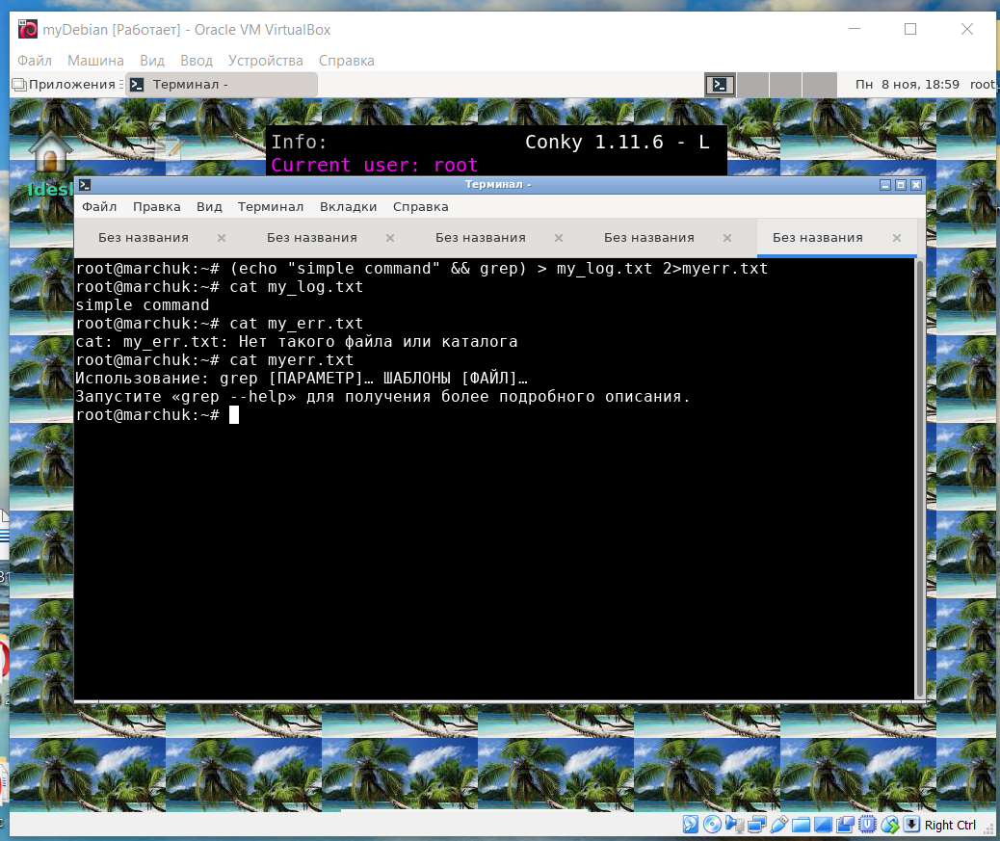 myDebian [Работает] - Oracle VM VirtualBox
Файл Машина Вид Ввод Устройства Справка
Приложения Терминал - Пн 8 ноя, 18:59 root
Info: Conky 1.11.6 - L
Current user: root
Терминал -
Файл Правка Вид Терминал Вкладки Справка
Без названия Без названия Без названия Без названия Без названия
root@marchuk:~# (echo "simple command" && grep) > my_log.txt 2>myerr.txt
root@marchuk:~# cat my_log.txt
simple command
root@marchuk:~# cat my_err.txt
cat: my_err.txt: Нет такого файла или каталога
root@marchuk:~# cat myerr.txt
Использование: grep [ПАРАМЕТР]… ШАБЛОНЫ [ФАЙЛ]…
Запустите «grep --help» для получения более подробного описания.
root@marchuk:~#
Right Ctrl